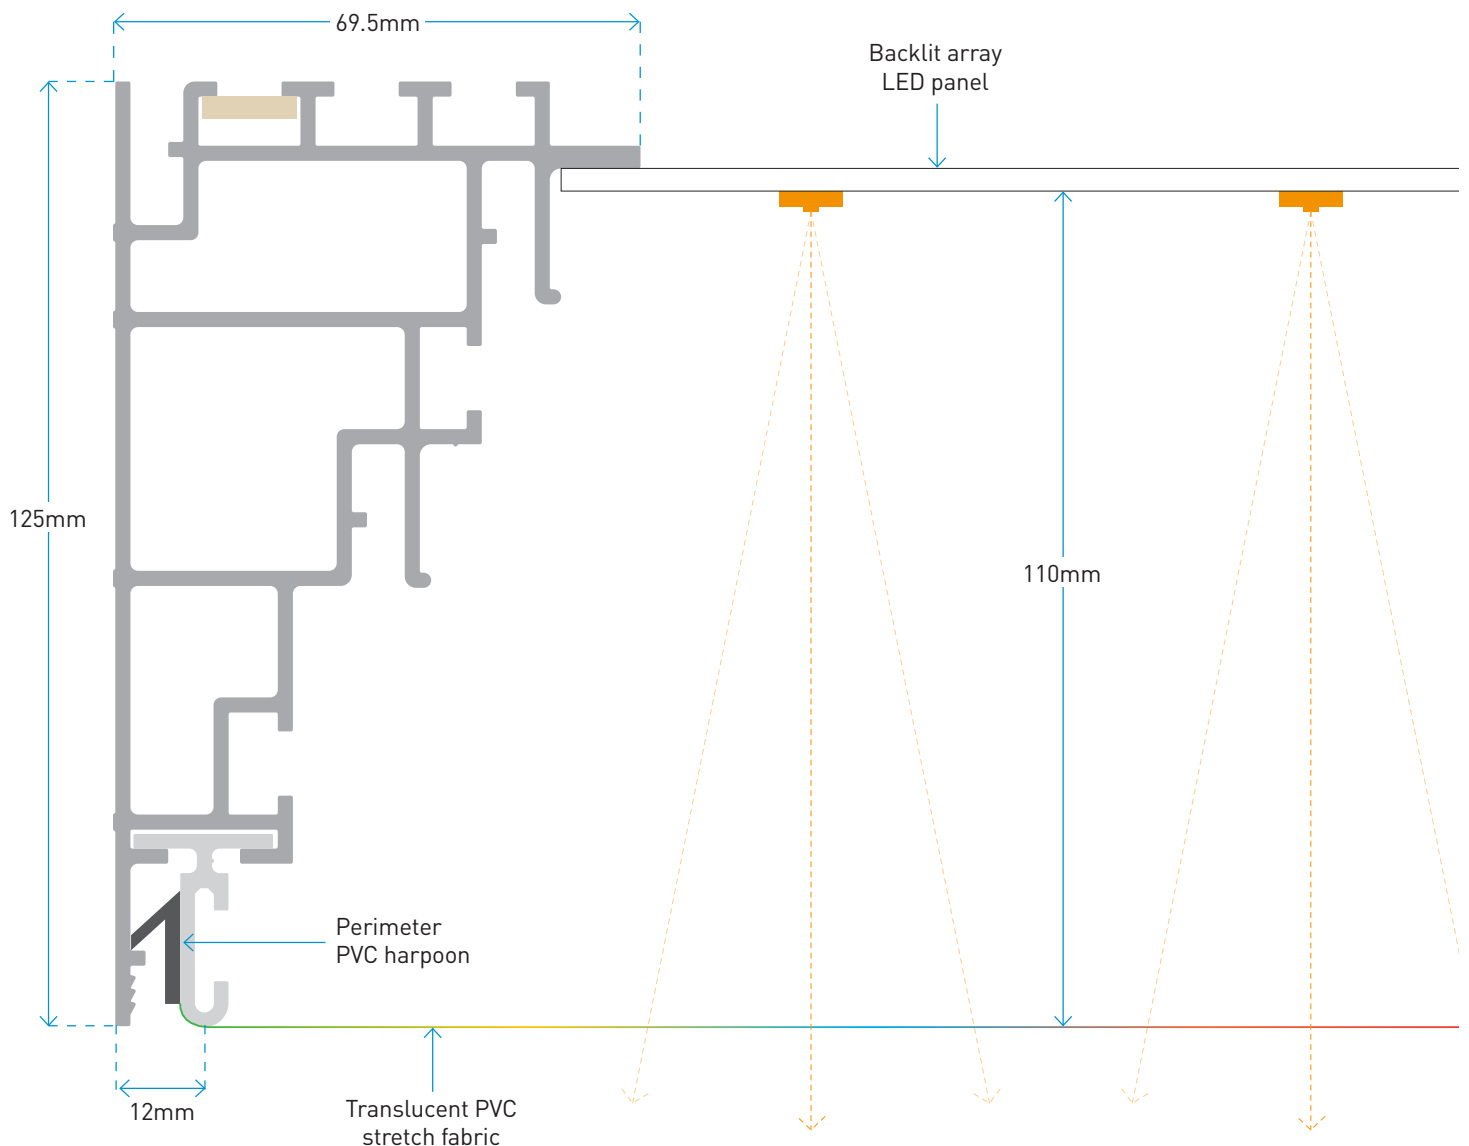 69.5mm
Backlit array
LED panel
125mm
110mm
Perimeter
PVC harpoon
12mm
Translucent PVC
stretch fabric